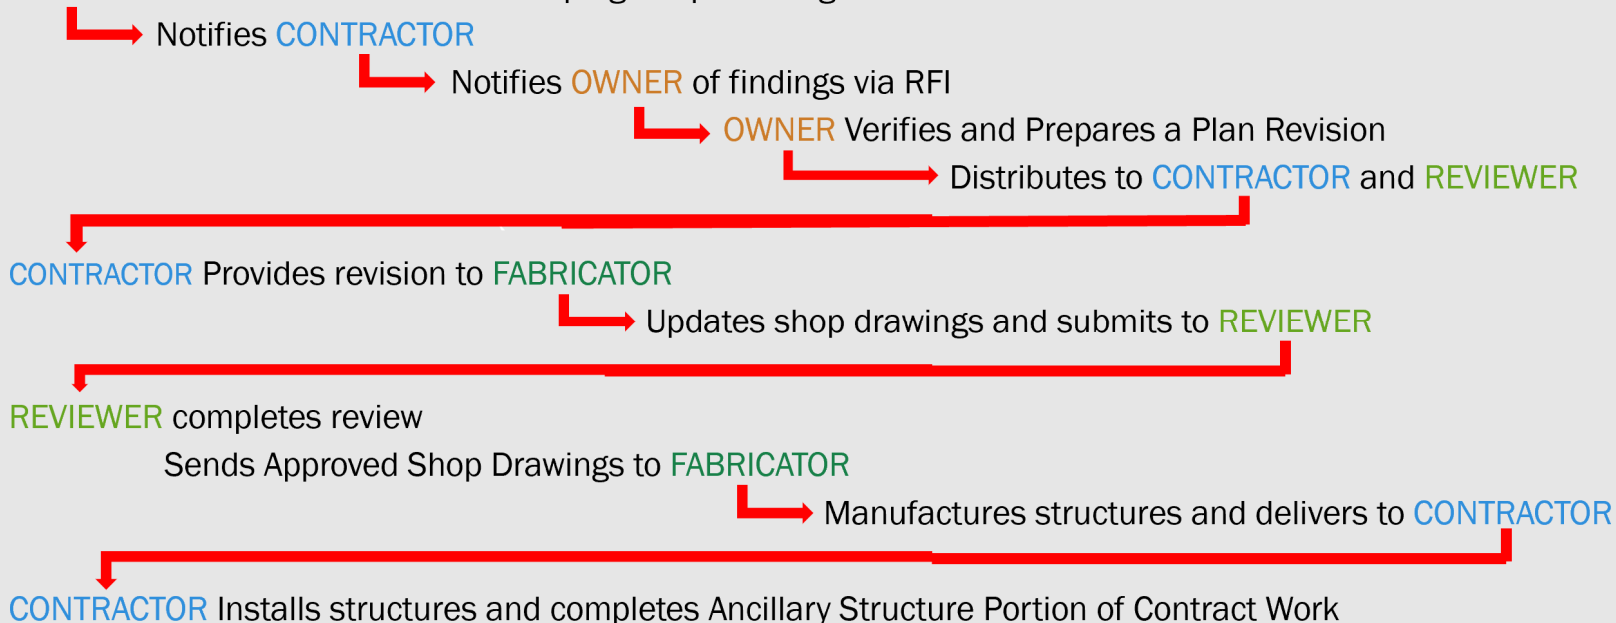 Notifies CONTRACTOR
Notifies OWNER of findings via RFI
OWNER Verifies and Prepares a Plan Revision
Distributes to CONTRACTOR and REVIEWER
CONTRACTOR Provides revision to FABRICATOR
Updates shop drawings and submits to REVIEWER
REVIEWER completes review
Sends Approved Shop Drawings to FABRICATOR
Manufactures structures and delivers to CONTRACTOR
CONTRACTOR Installs structures and completes Ancillary Structure Portion of Contract Work